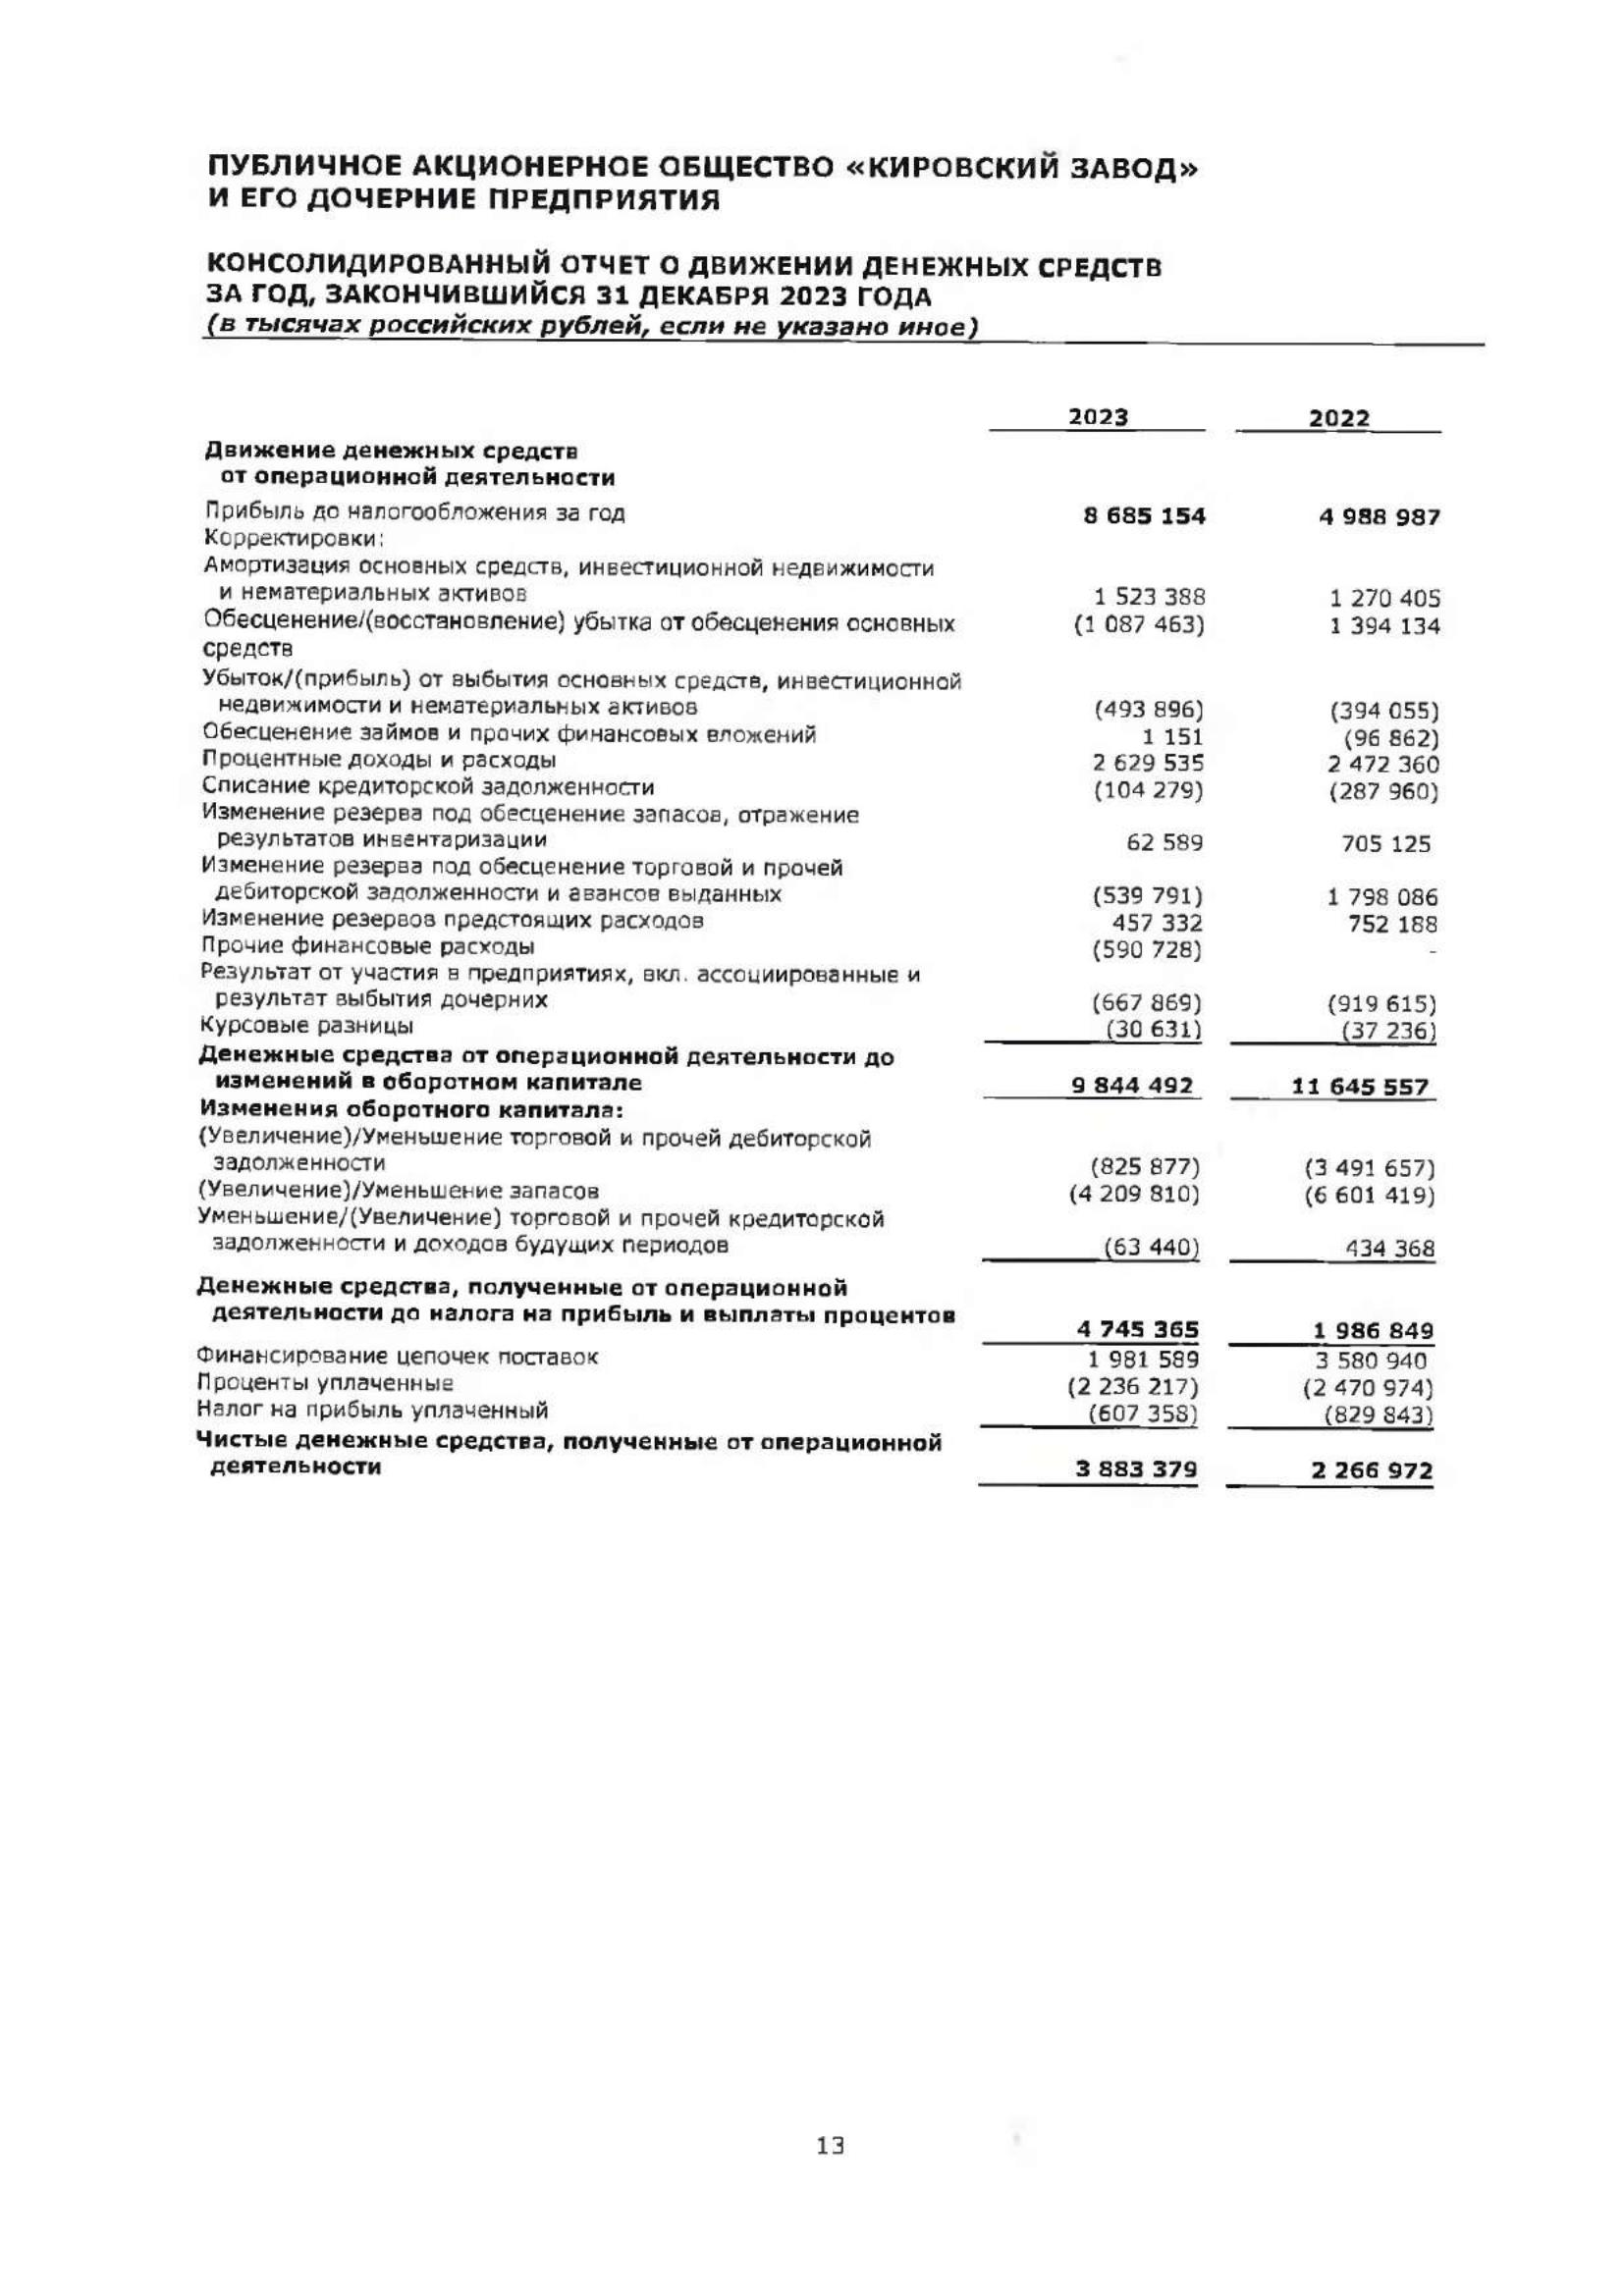 ПУБЛИЧНОЕ АКЦИОНЕРНОЕ ОБЩЕСТВО «КИРОВСКИЙ ЗАВОД»
И ЕГО ДОЧЕРНИЕ ПРЕДПРИЯТИЯ
КОНСОЛИДИРОВАННЫЙ ОТЧЕТ О ДВИЖЕНИИ ДЕНЕЖНЫХ СРЕДСТВ
ЗА ГОД, ЗАКОНЧИВШИЙСЯ 31 ДЕКАБРЯ 2023 ГОДА
(в тысячах российских рублей, если не указано иное)
2023 2022
Движение денежных средств
от операционной деятельности
Прибыль до налогообложения за год 8 685 154 4 988 987
Корректировки:
Амортизация основных средств, инвестиционной недвижимости
и нематериальных активов 1 523 388 1 270 405
Обесценение/(восстановление) убытка от обесценения основных (1 087 463) 1 394 134
средств
Убыток/(прибыль) от выбытия основных средств, инвестиционной
недвижимости и нематериальных активов (493 896) (394 055)
Обесценение займов и прочих финансовых вложений 1 151 (96 862)
Процентные доходы и расходы 2 629 535 2 472 360
Списание кредиторской задолженности (104 279) (287 960)
Изменение резерва под обесценение запасов, отражение
результатов инвентаризации 62 589 705 125
Изменение резерва под обесценение торговой и прочей
дебиторской задолженности и авансов выданных (539 791) 1 798 086
Изменение резервов предстоящих расходов 457 332 752 188
Прочие финансовые расходы (590 728) -
Результат от участия в предприятиях, вкл. ассоциированные и
результат выбытия дочерних (667 869) (919 615)
Курсовые разницы (30 631) (37 236)
Денежные средства от операционной деятельности до
изменений в оборотном капитале 9 844 492 11 645 557
Изменения оборотного капитала:
(Увеличение)/Уменьшение торговой и прочей дебиторской
задолженности (825 877) (3 491 657)
(Увеличение)/Уменьшение запасов (4 209 810) (6 601 419)
Уменьшение/(Увеличение) торговой и прочей кредиторской
задолженности и доходов будущих периодов (63 440) 434 368
Денежные средства, полученные от операционной
деятельности до налога на прибыль и выплаты процентов 4 745 365 1 986 849
Финансирование цепочек поставок 1 981 589 3 580 940
Проценты уплаченные (2 236 217) (2 470 974)
Налог на прибыль уплаченный (607 358) (829 843)
Чистые денежные средства, полученные от операционной
деятельности 3 883 379 2 266 972
13